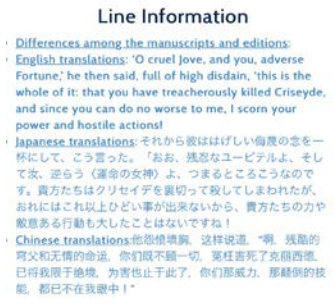 Line Information
Differences among the manuscripts and editions:
English translations: 'O cruel Jove, and you, adverse
Fortune,' he then said, full of high disdain, 'this is the
whole of it: that you have treacherously killed Criseyde,
and since you can do no worse to me, I scorn your
power and hostile actions!
Japanese translations: それから彼ははげしい侮蔑の念を一
杯にして、こう言った。「おお、残忍なユーピテルよ、そし
て汝、逆らう〈運命の女神〉よ、つまるところこうなので
す。貴方たちはクリセイデを裏切って殺してしまわれたが、
おれにはこれ以上ひどい事が出来ないから、貴方たちの力や
敵意ある行動も大したことはないですね！
Chinese translations:他怨愤填胸，这样说道，“啊，残酷的
穹父和无情的命运，你们既不顾一切，冤枉害死了克丽西德，
已将我限于绝境，为害也止于此了，你们那威力、那颠倒的技
能，都已不在我眼中！”